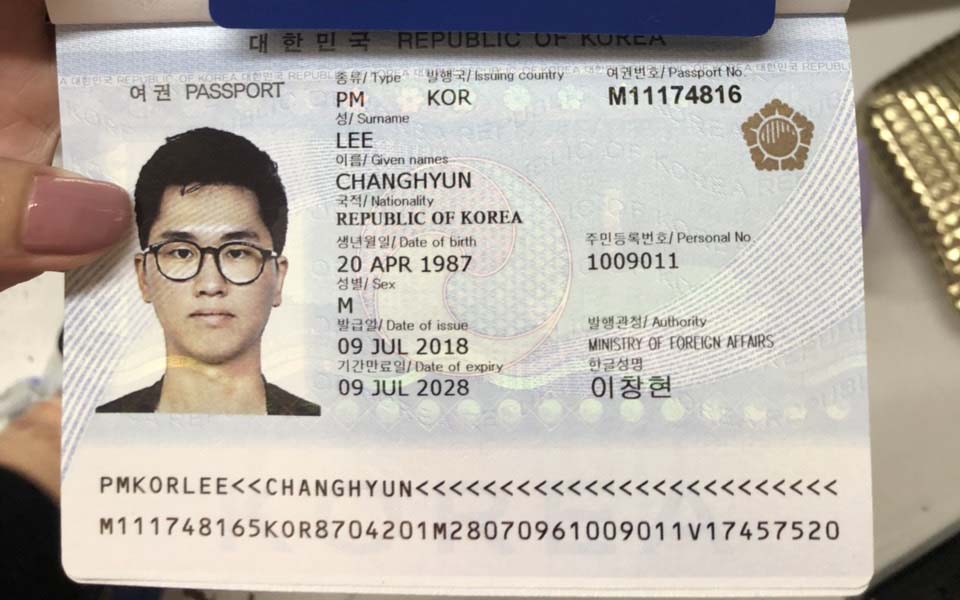 대한민국 REPUBLIC OF KOREA
여권 PASSPORT
종류/ Type 발행국/ Issuing country 여권번호/ Passport No.
PM KOR M11174816
성/ Surname
LEE
이름/ Given names
CHANGHYUN
국적/ Nationality
REPUBLIC OF KOREA
생년월일/ Date of birth 주민등록번호/ Personal No.
20 APR 1987 1009011
성별/ Sex
M
발급일/ Date of issue 발행관청/ Authority
09 JUL 2018 MINISTRY OF FOREIGN AFFAIRS
기간만료일/ Date of expiry 한글성명
09 JUL 2028 이창현
PMKORLEE<<CHANGHYUN<<<<<<<<<<<<<<<<<<<<<<<<<
M111748165KOR8704201M28070961009011V17457520